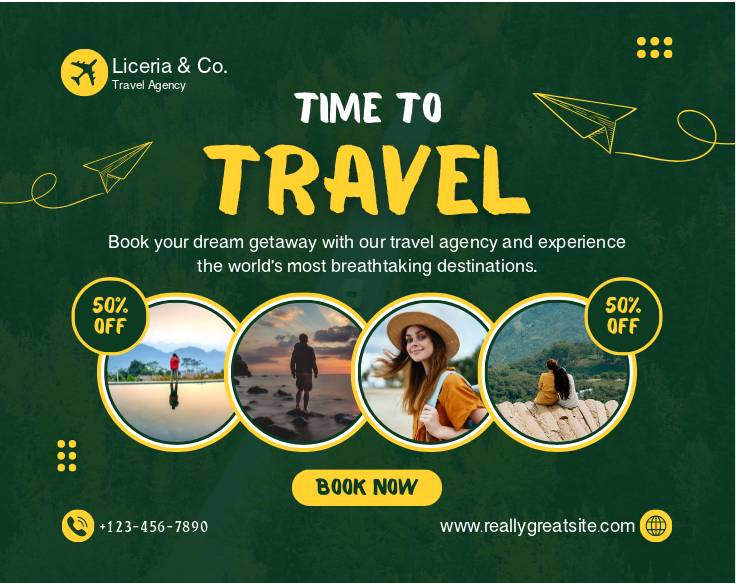 Liceria & Co.
Travel Agency
TIME TO
TRAVEL
Book your dream getaway with our travel agency and experience
the world's most breathtaking destinations.
50%
OFF
50%
OFF
BOOK NOW
+123-456-7890
www.reallygreatsite.com